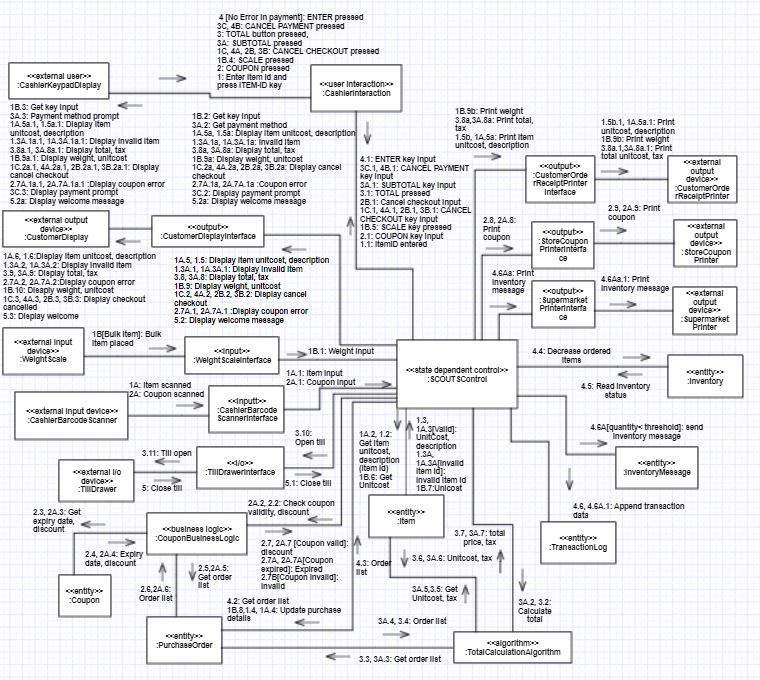 4 [No Error in payment]: ENTER pressed
3C, 4B: CANCEL PAYMENT pressed
3: TOTAL button pressed,
3A: SUBTOTAL pressed
1C, 4A, 2B, 3B: CANCEL CHECKOUT pressed
1B.4: SCALE pressed
2: COUPON pressed
1: Enter item id and
press ITEM-ID key
<<external user>>
:CashierKeypadDisplay
<<user interaction>>
:CashierInteraction
1B.3: Get key input
3A.3: Payment method prompt
1A.5a.1, 1.5a.1: Display item
unitcost, description
1.3A.1a.1, 1A.3A.1a.1: Display invalid item
3.8a.1, 3A.8a.1: Display total, tax
1B.9a.1: Display weight, unitcost
1C.2a.1, 4A.2a.1, 2B.2a.1, 3B.2a.1: Display
cancel checkout
2.7A.1a.1, 2A.7A.1a.1 :Display coupon error
3C.3: Display payment prompt
5.2a: Display welcome message
1B.2: Get key input
3A.2: Get payment method
1A.5a, 1.5a: Display item unitcost, description
1.3A.1a, 1A.3A.1a: Invalid item
3.8a, 3A.8a: Display total, tax
1B.9a: Display weight, unitcost
1C.2a, 4A.2a, 2B.2a, 3B.2a: Display cancel
checkout
2.7A.1a, 2A.7A.1a :Coupon error
3C.2: Display payment prompt
5.2a: Display welcome message
4.1: ENTER key input
3C.1, 4B.1: CANCEL PAYMENT
key input
3A.1: SUBTOTAL key input
3.1: TOTAL pressed
2B.1: Cancel checkout input
1C.1, 4A.1, 2B.1, 3B.1: CANCEL
CHECKOUT key input
1B.5: SCALE key pressed
2.1: COUPON key input
1.1: ItemID entered
1B.9b: Print weight
3.8a,3A.8a: Print total,
tax
1.5b, 1A.5a: Print item
unitcost, description
<<output:>>
:CustomerOrde
rReceiptPrinter
Interface
1.5b.1, 1A.5a.1: Print
unitcost, description
1B.9b: Print weight
3.8a.1,3A.8a.1: Print
total unitcost, tax
<<external
output
device>>
:CustomerOrde
rReceiptPrinter
<<external output
device>>
:CustomerDisplay
<<output>>
:CustomerDisplayInterface
2.8, 2A.8:
Print
coupon
<<output>>
:StoreCoupon
PrinterInterfa
ce
2.9, 2A.9: Print
coupon
<<external
output
device>>
:StoreCoupon
Printer
1A.6, 1.6:Display item unitcost, description
1.3A.2, 1A.3A.2: Display invalid item
3.9, 3A.9: Display total, tax
2.7A.2, 2A.7A.2:Display coupon error
1B.10: Disaply weight, unitcost
1C.3, 4A.3, 2B.3, 3B.3: Display checkout
cancelled
5.3: Display welcome
1A.5, 1.5: Display item unitcost, description
1.3A.1, 1A.3A.1: Display invalid item
3.8, 3A.8: Display total, tax
1B.9: Display weight, unitcost
1C.2, 4A.2, 2B.2, 3B.2: Display cancel
checkout
2.7A.1, 2A.7A.1 :Display coupon error
5.2: Display welcome message
4.6Aa: Print
inventory
message
<<output>>
:Supermarket
PrinterInterfa
ce
4.6Aa.1: Print
inventory message
<<external
output
device>>
:Supermarket
Printer
<<external input
device>>
:WeightScale
1B[Bulk item]: Bulk
item placed
<<input>>
:WeightScaleInterface
1B.1: Weight input
<<state dependent control>>
:SCOUTSControl
4.4: Decrease ordered
items
4.5: Read inventory
status
<<entity>>
:Inventory
1A: Item scanned
2A: Coupon scanned
1A.1: Item input
2A.1: Coupon input
<<external input device>>
:CashierBarcodeScanner
<<inputt>>
:CashierBarcode
ScannerInterface
4.6A[quantity< threshold]: send
inventory message
<<entity>>
:InventoryMessage
3.10:
Open till
3.11: Till open
<<external i/o
device>>
:TillDrawer
<<i/o>>
:TillDrawerInterface
5: Close till
5.1: Close till
1A.2, 1.2:
Get item
unitcost,
description
(item id)
1B.6: Get
Unitcost
1.3,
1A.3[Valid]:
UnitCost,
description
1.3A,
1A.3A[Invalid
item id]:
Invalid item id
1B.7:Unicost
4.6, 4.6A.1: Append transaction
data
2A.2, 2.2: Check coupon
validity, discount
2.3, 2A.3: Get
expiry date,
discount
<<business logic>>
:CouponBusinessLogic
<<entity>>
:Item
<<entity>>
:TransactionLog
2.4, 2A.4: Expiry
date, discount
2.7, 2A.7 [Coupon valid]:
discount
2.7A, 2A.7A[Coupon
expired]: Expired
2.7B[Coupon invalid]:
Invalid
3.7, 3A.7: total
price, tax
4.3: Order
list
3.6, 3A.6: Unitcost, tax
<<entity>>
:Coupon
2.6,2A.6:
Order list
2.5,2A.5:
Get order
list
3A.5,3.5: Get
Unitcost, tax
4.2: Get order list
1B.8,1.4, 1A.4: Update purchase
details
3A.2, 3.2:
Calculate
total
3A.4, 3.4: Order list
<<entity>>
:PurchaseOrder
<<algorithm>>
:TotalCalculationAlgorithm
3.3, 3A.3: Get order list